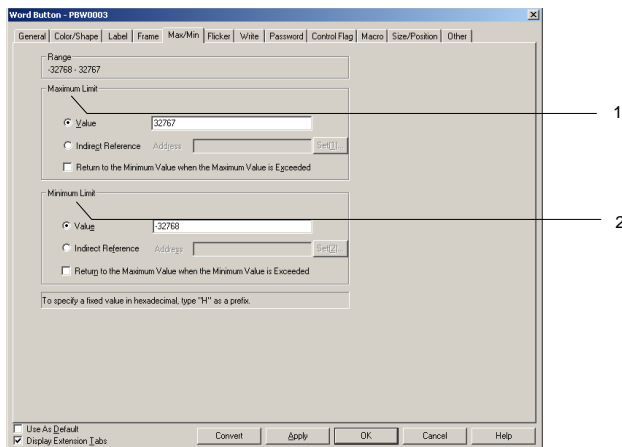 Word Button - PBW0003
General Color/Shape Label Frame Max/Min Flicker Write Password Control Flag Macro Size/Position Other
Range
-32768 - 32767
Maximum Limit
1
Value 32767
Indirect Reference Address Set(1)...
Return to the Minimum Value when the Maximum Value is Exceeded
Minimum Limit
2
Value -32768
Indirect Reference Address Set(2)...
Return to the Maximum Value when the Minimum Value is Exceeded
To specify a fixed value in hexadecimal, type "H" as a prefix.
Use As Default
Display Extension Tabs
Convert Apply OK Cancel Help